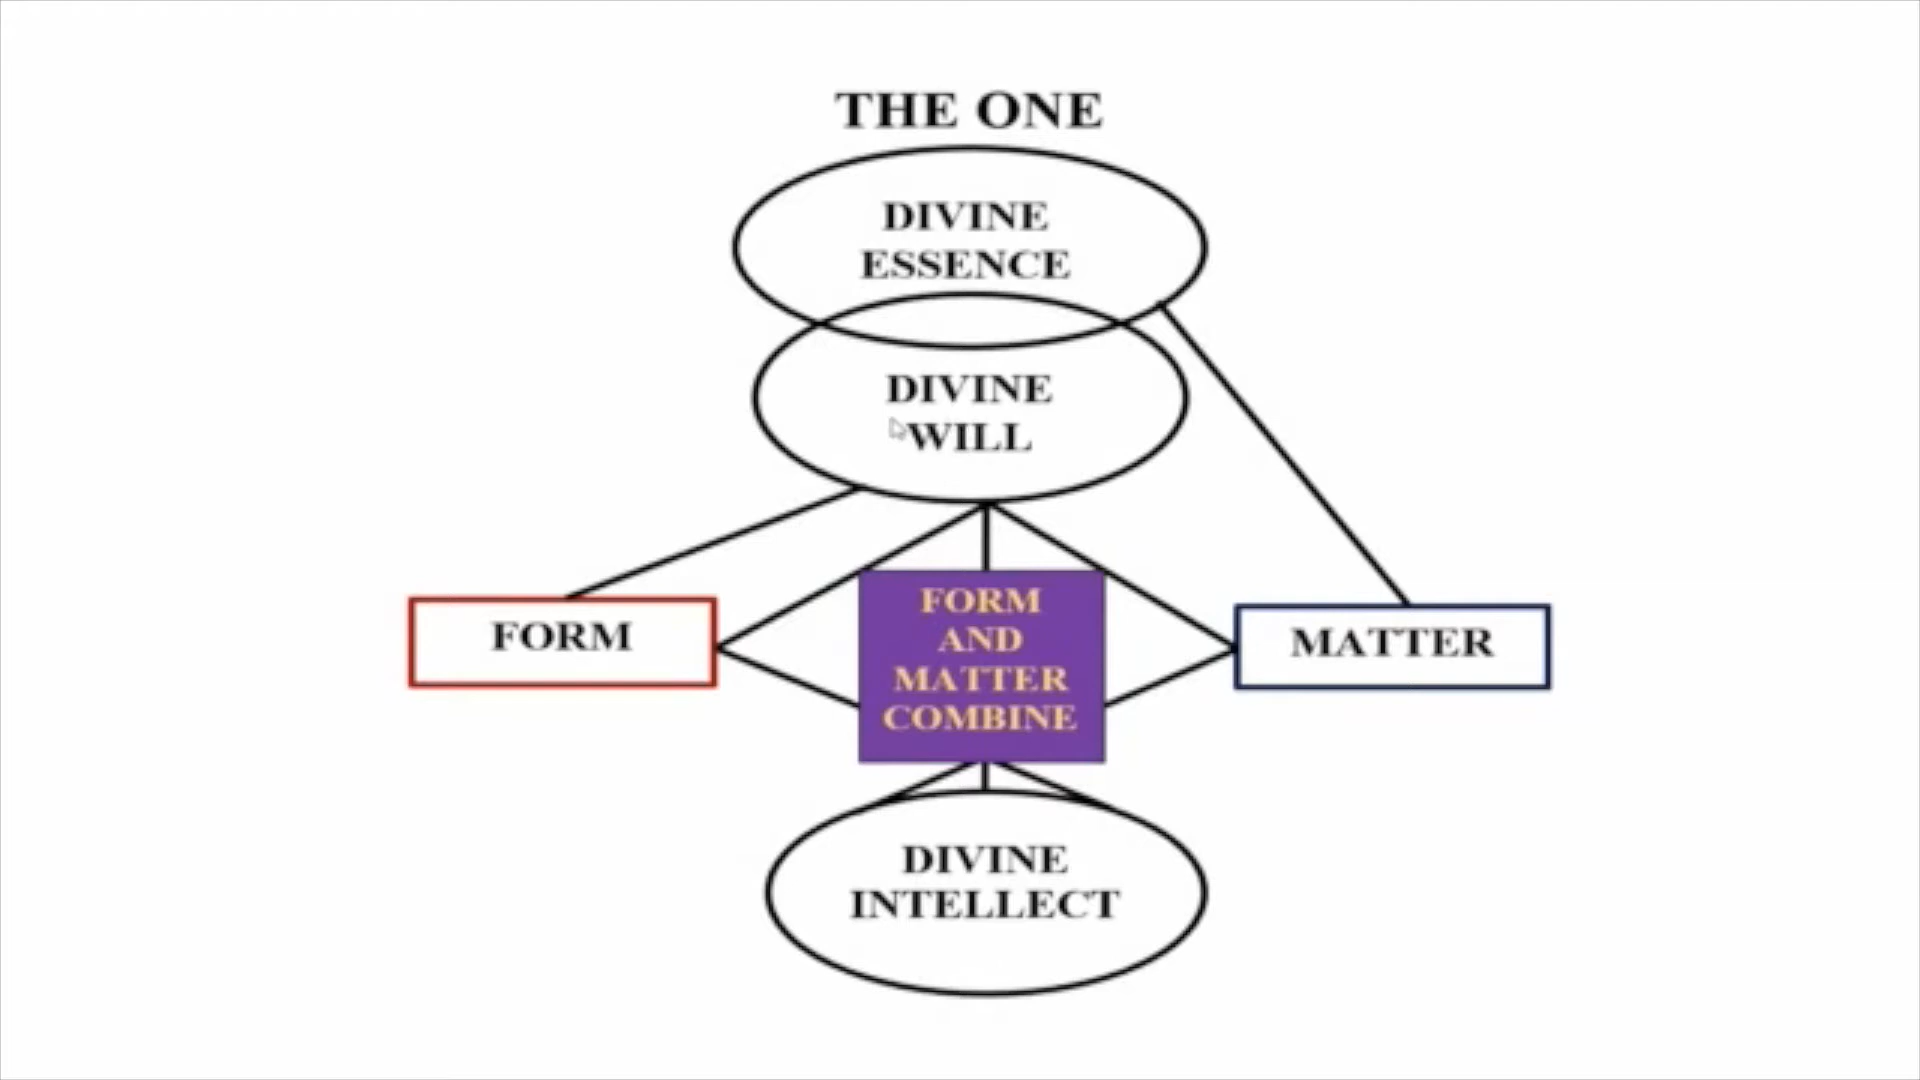 THE ONE
DIVINE
ESSENCE
DIVINE
WILL
FORM
FORM
AND
MATTER
COMBINE
MATTER
DIVINE
INTELLECT